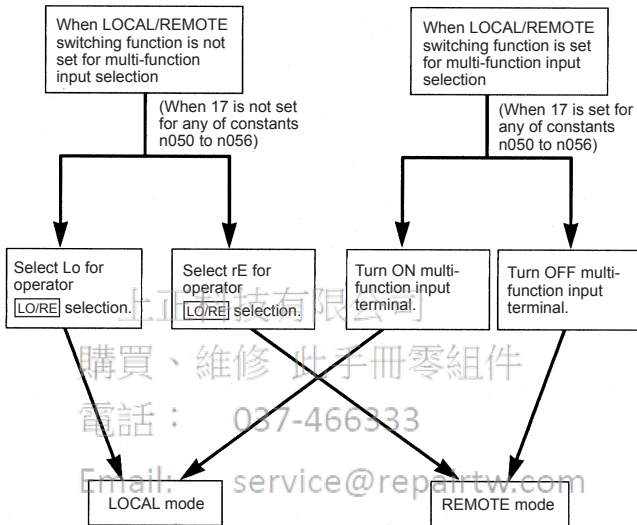 When LOCAL/REMOTE
switching function is not
set for multi-function
input selection
When LOCAL/REMOTE
switching function is set
for multi-function input
selection
(When 17 is not set
for any of constants
n050 to n056)
(When 17 is set for
any of constants
n050 to n056)
Select Lo for
operator
LO/RE selection.
Select rE for
operator
LO/RE selection.
Turn ON multi-
function input
terminal.
Turn OFF multi-
function input
terminal.
上正科技有限公司
購買、維修 此手冊零組件
電話： 037-466333
Email: service@repairtw.com
LOCAL mode
REMOTE mode